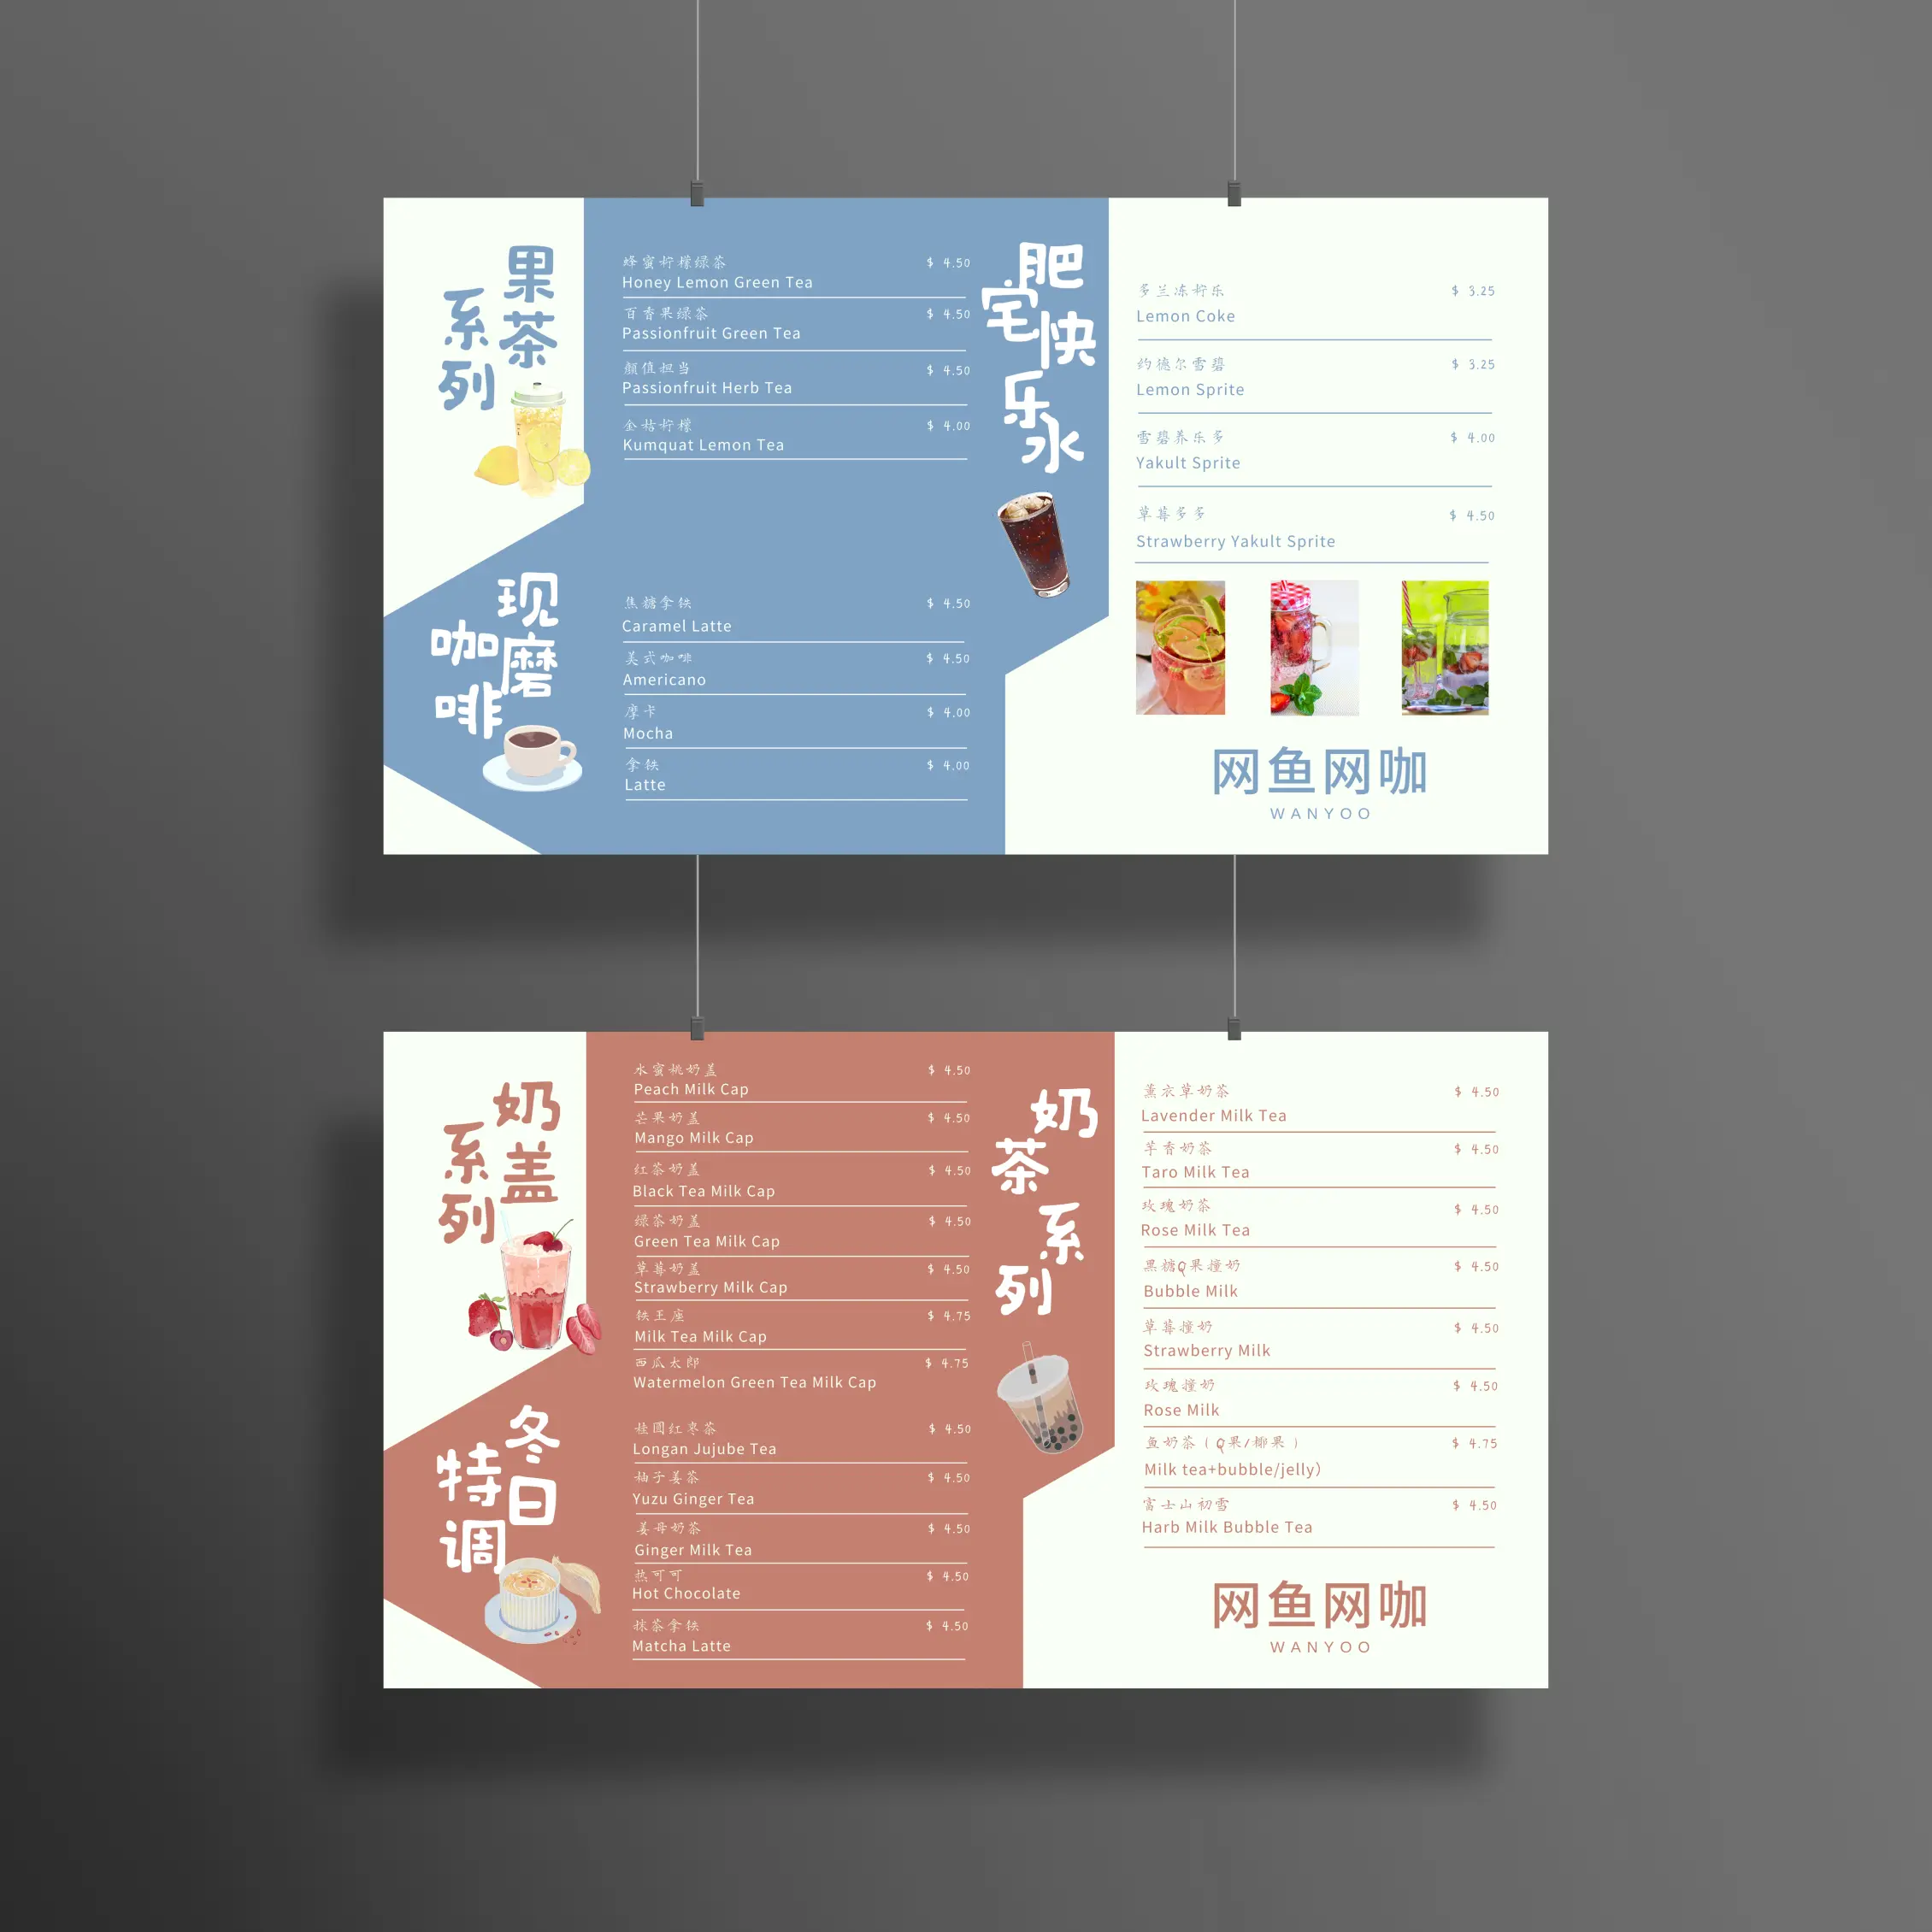 果茶
系列
蜂蜜柠檬绿茶 $ 4.50
Honey Lemon Green Tea
百香果绿茶 $ 4.50
Passionfruit Green Tea
颜值担当 $ 4.50
Passionfruit Herb Tea
金桔柠檬 $ 4.00
Kumquat Lemon Tea
现磨
咖啡
焦糖拿铁 $ 4.50
Caramel Latte
美式咖啡 $ 4.50
Americano
摩卡 $ 4.00
Mocha
拿铁 $ 4.00
Latte
肥宅快乐水
多兰冻柠乐 $ 3.25
Lemon Coke
约德尔雪碧 $ 3.25
Lemon Sprite
雪碧养乐多 $ 4.00
Yakult Sprite
草莓多多 $ 4.50
Strawberry Yakult Sprite
网鱼网咖
WANYOO
奶盖
系列
水蜜桃奶盖 $ 4.50
Peach Milk Cap
芒果奶盖 $ 4.50
Mango Milk Cap
红茶奶盖 $ 4.50
Black Tea Milk Cap
绿茶奶盖 $ 4.50
Green Tea Milk Cap
草莓奶盖 $ 4.50
Strawberry Milk Cap
铁王座 $ 4.75
Milk Tea Milk Cap
西瓜太郎 $ 4.75
Watermelon Green Tea Milk Cap
冬日
特调
桂圆红枣茶 $ 4.50
Longan Jujube Tea
柚子姜茶 $ 4.50
Yuzu Ginger Tea
姜母奶茶 $ 4.50
Ginger Milk Tea
热可可 $ 4.50
Hot Chocolate
抹茶拿铁 $ 4.50
Matcha Latte
奶茶系列
薰衣草奶茶 $ 4.50
Lavender Milk Tea
芋香奶茶 $ 4.50
Taro Milk Tea
玫瑰奶茶 $ 4.50
Rose Milk Tea
黑糖Q果撞奶 $ 4.50
Bubble Milk
草莓撞奶 $ 4.50
Strawberry Milk
玫瑰撞奶 $ 4.50
Rose Milk
鱼奶茶（Q果/椰果） $ 4.75
Milk tea+bubble/jelly）
富士山初雪 $ 4.50
Harb Milk Bubble Tea
网鱼网咖
WANYOO